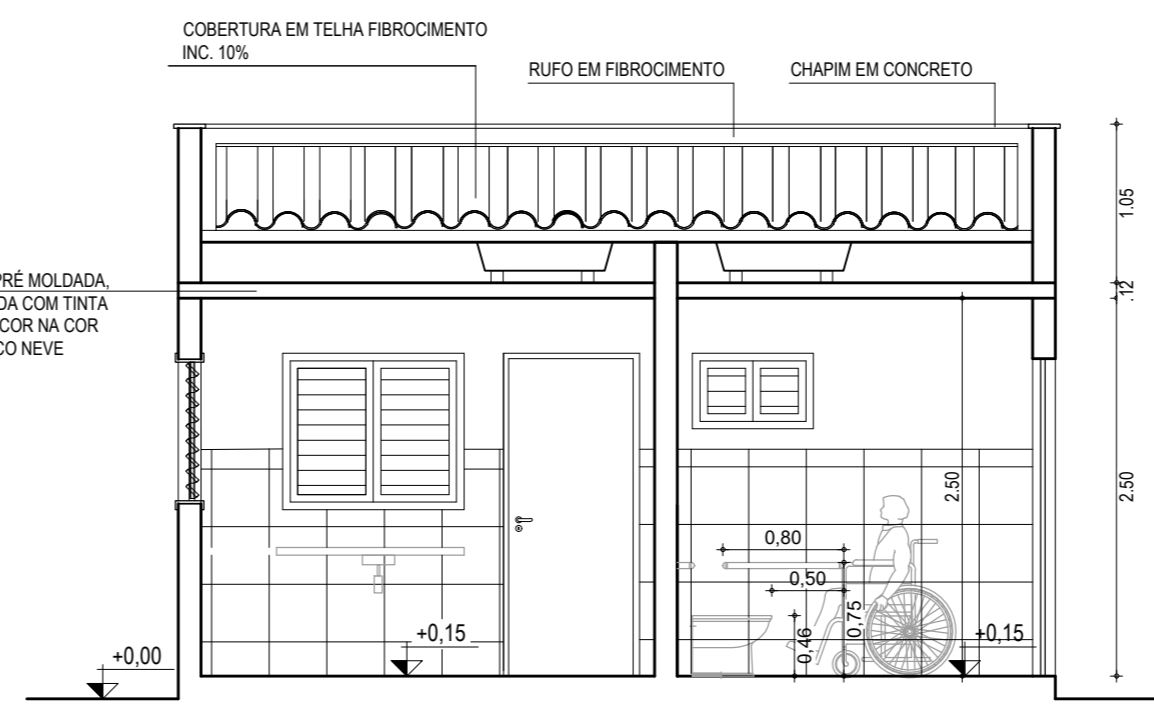 COBERTURA EM TELHA FIBROCIMENTO
INC. 10%
RUFO EM FIBROCIMENTO
CHAPIM EM CONCRETO
1.05
PRÉ MOLDADA,
DA COM TINTA
COR NA COR
CO NEVE
.12
2.50
2.50
0,80
0,50
0,75
0,46
+0,15
+0,15
+0,00